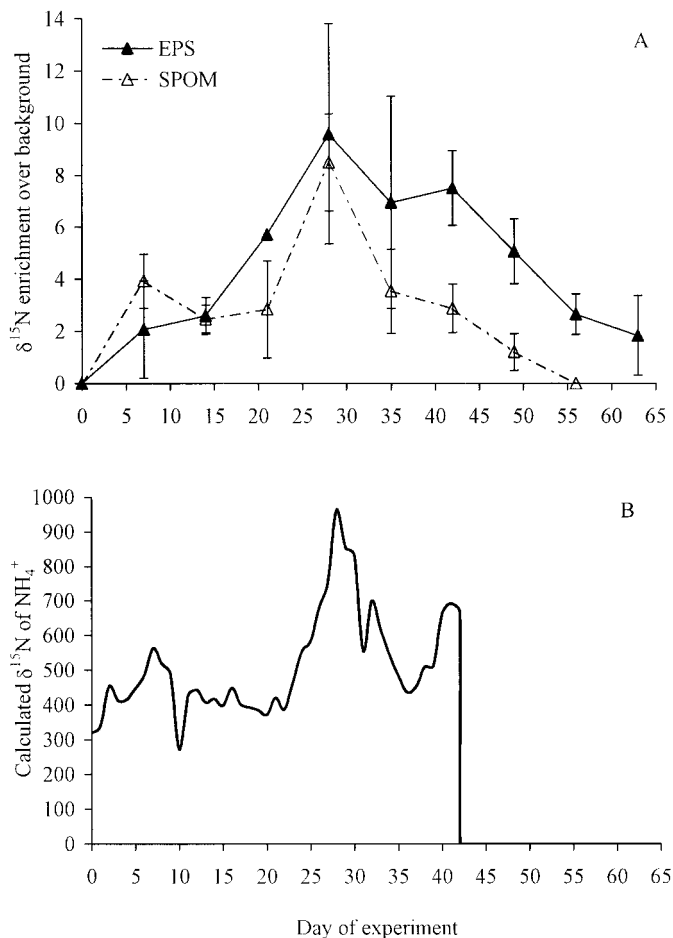 A
EPS
SPOM
δ¹⁵N enrichment over background
14
12
10
8
6
4
2
0
0 5 10 15 20 25 30 35 40 45 50 55 60 65
B
Calculated δ¹⁵N of NH₄⁺
1000
900
800
700
600
500
400
300
200
100
0
0 5 10 15 20 25 30 35 40 45 50 55 60 65
Day of experiment